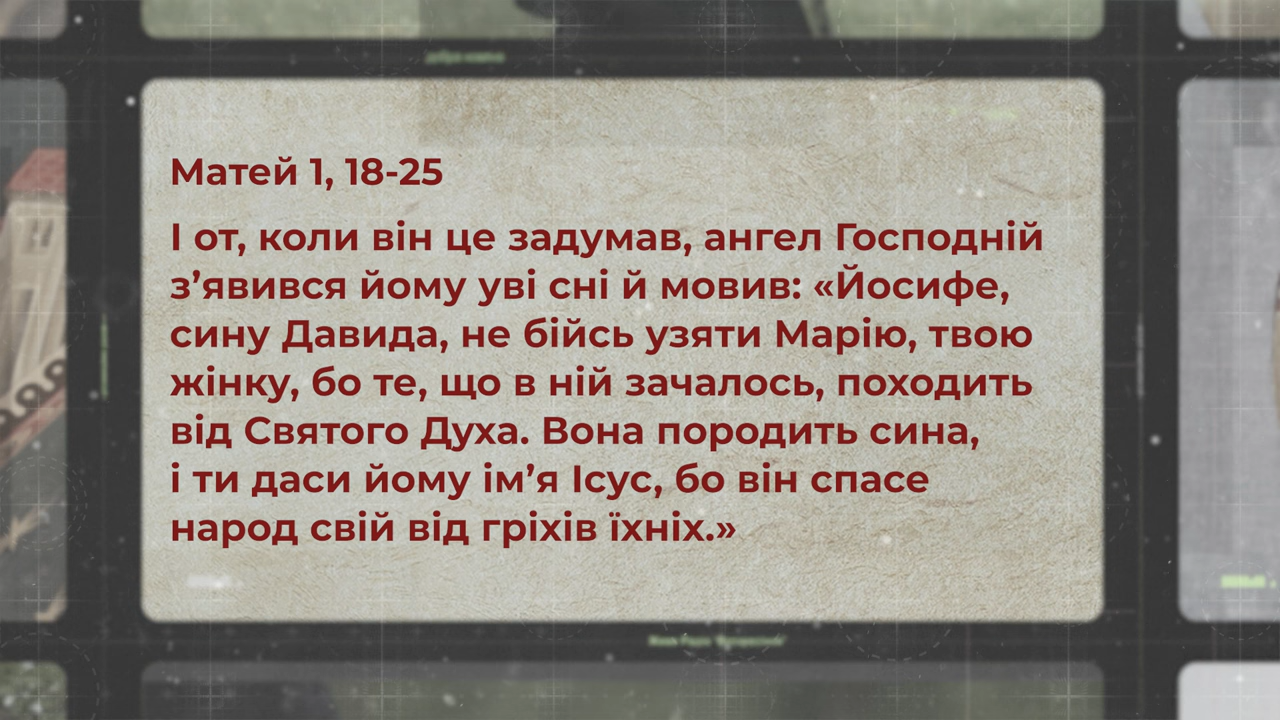 Матей 1, 18-25
І от, коли він це задумав, ангел Господній
з’явився йому уві сні й мовив: «Йосифе,
сину Давида, не бійсь узяти Марію, твою
жінку, бо те, що в ній зачалось, походить
від Святого Духа. Вона породить сина,
і ти даси йому ім’я Ісус, бо він спасе
народ свій від гріхів їхніх.»